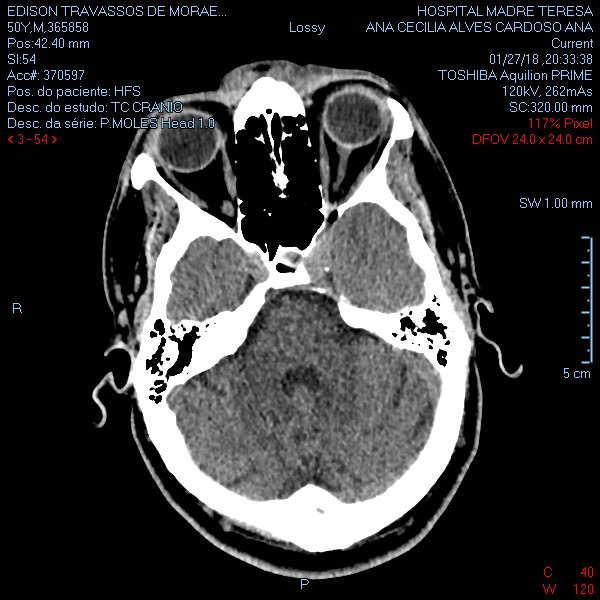 EDISON TRAVASSOS DE MORAE...
50Y,M,365858
Pos:42.40 mm
SI:54
Acc#: 370597
Pos. do paciente: HFS
Desc. do estudo: TC CRANIO
Desc. da série: P.MOLES Head 1.0
< 3 - 54 >
Lossy
HOSPITAL MADRE TERESA
ANA CECILIA ALVES CARDOSO ANA
Current
01/27/18 ,20:33:38
TOSHIBA Aquilion PRIME
120kV, 262mAs
SC:320.00 mm
117% Pixel
DFOV 24.0 x 24.0 cm
SW 1.00 mm
R
5 cm
P
C 40
W 120